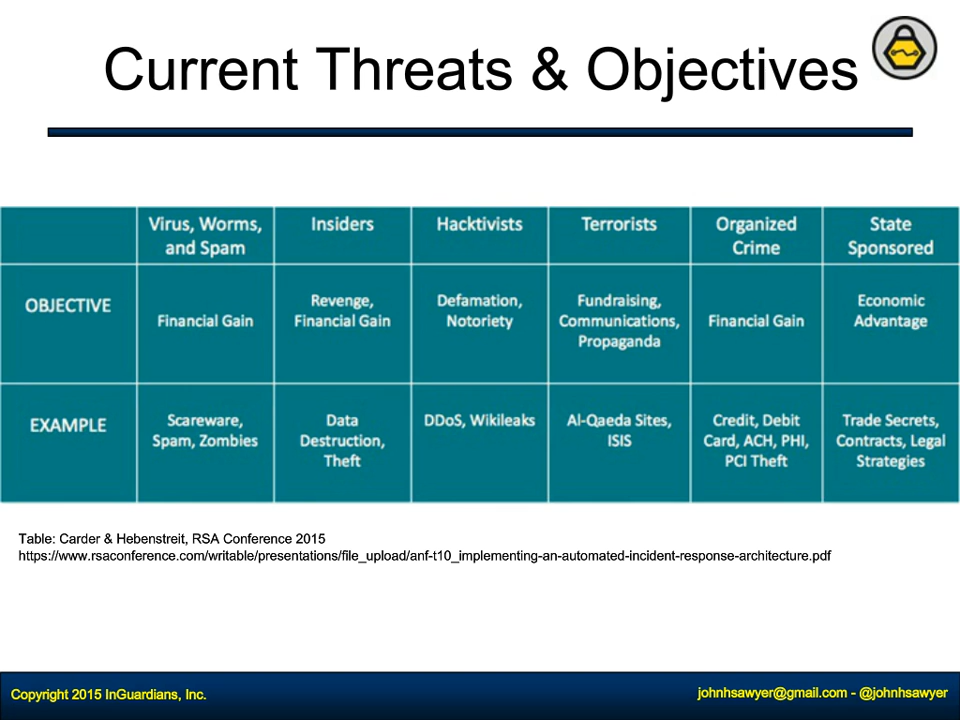 Current Threats & Objectives
Virus, Worms,
and Spam
Insiders
Hacktivists
Terrorists
Organized
Crime
State
Sponsored
OBJECTIVE
Financial Gain
Revenge,
Financial Gain
Defamation,
Notoriety
Fundraising,
Communications,
Propaganda
Financial Gain
Economic
Advantage
EXAMPLE
Scareware,
Spam, Zombies
Data
Destruction,
Theft
DDoS, Wikileaks
Al-Qaeda Sites,
ISIS
Credit, Debit
Card, ACH, PHI,
PCI Theft
Trade Secrets,
Contracts, Legal
Strategies
Table: Carder & Hebenstreit, RSA Conference 2015
https://www.rsaconference.com/writable/presentations/file_upload/anf-t10_implementing-an-automated-incident-response-architecture.pdf
Copyright 2015 InGuardians, Inc.
johnhsawyer@gmail.com - @johnhsawyer